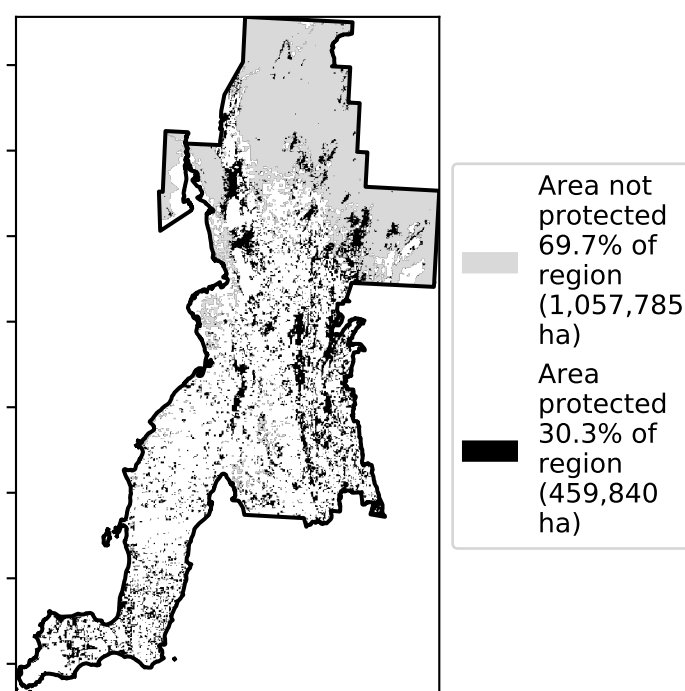 Area not
protected
69.7% of
region
(1,057,785
ha)
Area
protected
30.3% of
region
(459,840
ha)